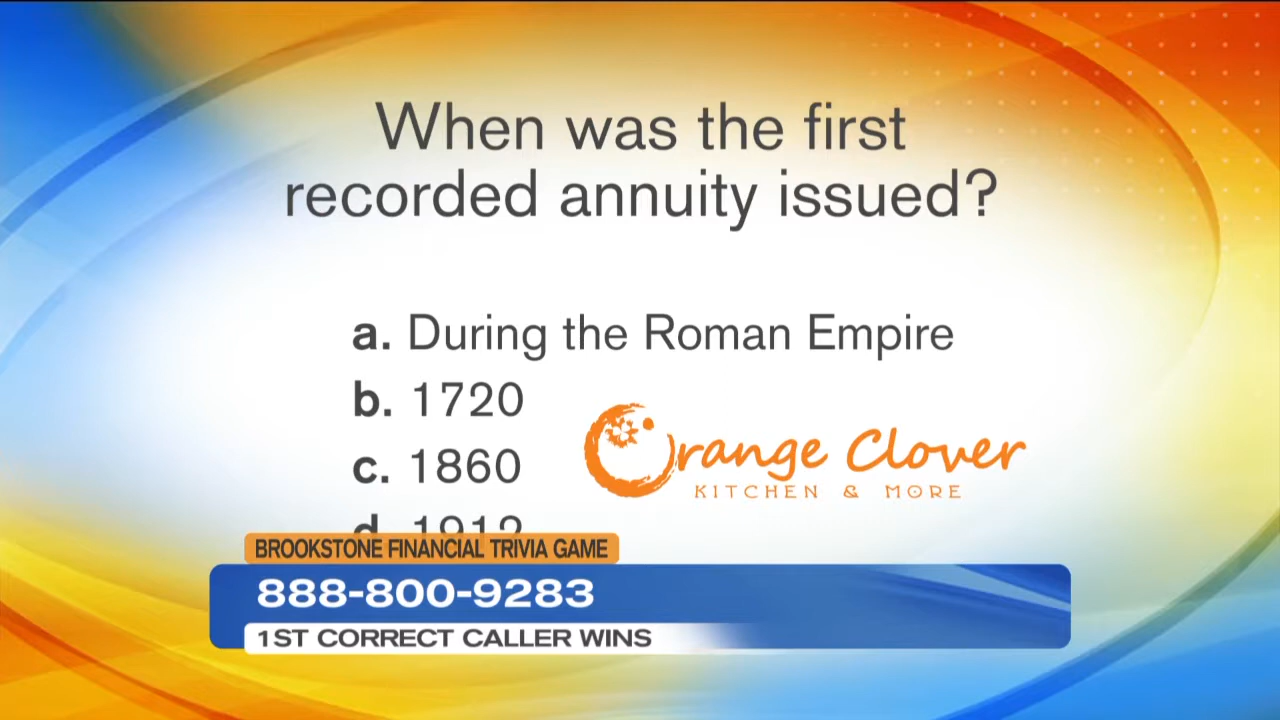 When was the first
recorded annuity issued?
a. During the Roman Empire
b. 1720
c. 1860
Orange Clover
KITCHEN & MORE
d. 1912
BROOKSTONE FINANCIAL TRIVIA GAME
888-800-9283
1ST CORRECT CALLER WINS